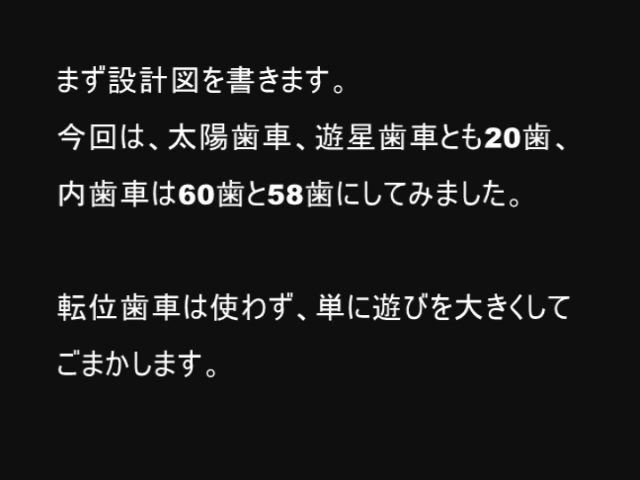 まず設計図を書きます。
今回は、太陽歯車、遊星歯車とも20歯、
内歯車は60歯と58歯にしてみました。
転位歯車は使わず、単に遊びを大きくして
ごまかします。